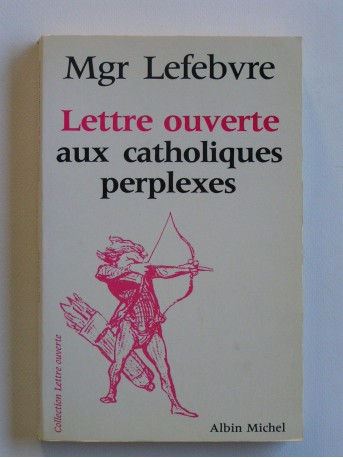 Mgr Lefebvre
Lettre ouverte
aux catholiques
perplexes
Collection Lettre ouverte
Albin Michel